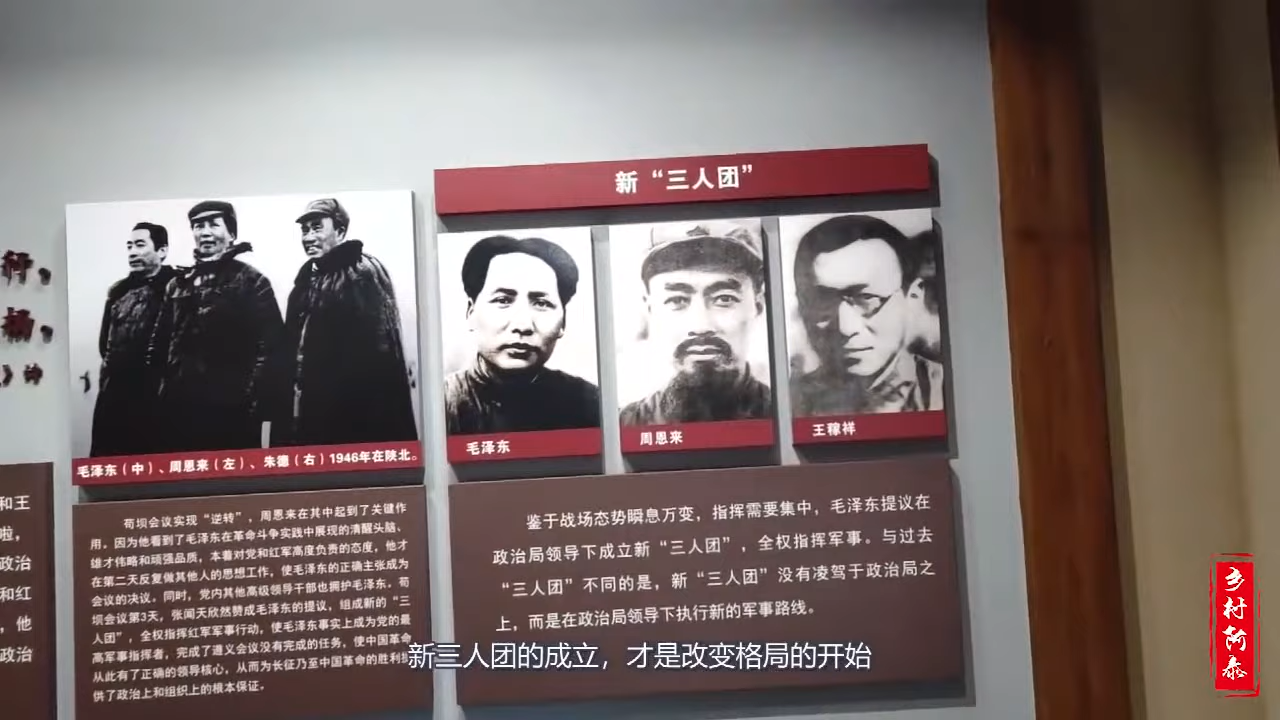 新“三人团”
毛泽东（中）、周恩来（左）、朱德（右）1946年在陕北。
毛泽东
周恩来
王稼祥
苟坝会议实现“逆转”，周恩来在其中起到了关键作
用。因为他看到了毛泽东在革命斗争实践中展现的清醒头脑、
雄才伟略和顽强品质，本着对党和红军高度负责的态度，他才
在第二天反复做其他人的思想工作，使毛泽东的正确主张成为
会议的决议。同时，党内其他高级领导干部也拥护毛泽东。苟
坝会议第3天，张闻天欣然赞成毛泽东的提议，组成新的“三
人团”，全权指挥红军军事行动，使毛泽东事实上成为党的最
高军事指挥者，完成了遵义会议没有完成的任务，使中国革命
从此有了正确的领导核心，从而为长征乃至中国革命的胜利提
供了政治上和组织上的根本保证。
鉴于战场态势瞬息万变，指挥需要集中，毛泽东提议在
政治局领导下成立新“三人团”，全权指挥军事。与过去
“三人团”不同的是，新“三人团”没有凌驾于政治局之
上，而是在政治局领导下执行新的军事路线。
和王
啦，
政治
和红
，他
政治
新三人团的成立，才是改变格局的开始
乡村阿泰